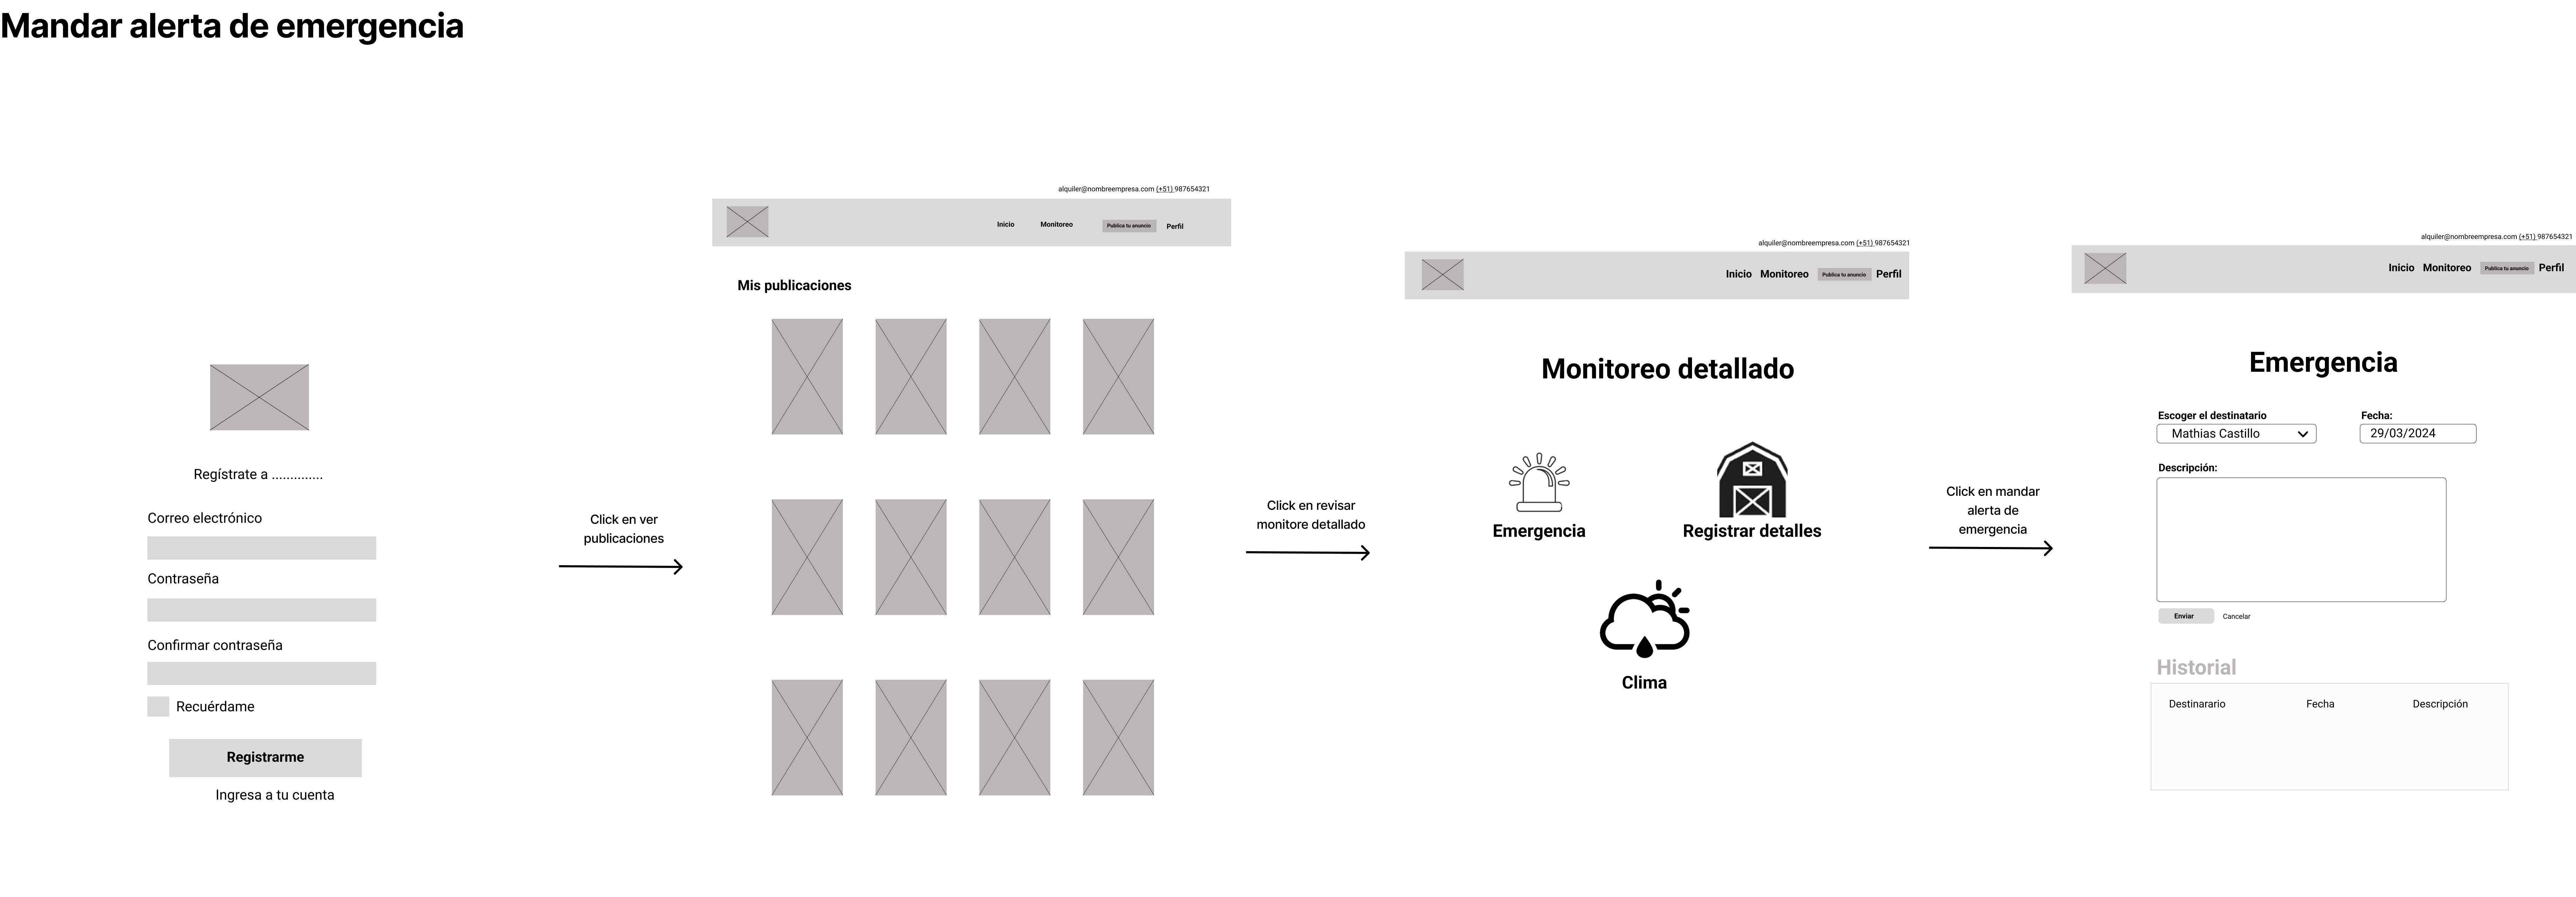 Mandar alerta de emergencia
Regístrate a ..............
Correo electrónico
Contraseña
Confirmar contraseña
Recuérdame
Registrarme
Ingresa a tu cuenta
Click en ver
publicaciones
alquiler@nombreempresa.com (+51) 987654321
Inicio Monitoreo Publica tu anuncio Perfil
Mis publicaciones
Click en revisar
monitore detallado
alquiler@nombreempresa.com (+51) 987654321
Inicio Monitoreo Publica tu anuncio Perfil
Monitoreo detallado
Emergencia Registrar detalles
Clima
Click en mandar
alerta de
emergencia
alquiler@nombreempresa.com (+51) 987654321
Inicio Monitoreo Publica tu anuncio Perfil
Emergencia
Escoger el destinatario Fecha:
Mathias Castillo 29/03/2024
Descripción:
Enviar Cancelar
Historial
Destinarario Fecha Descripción